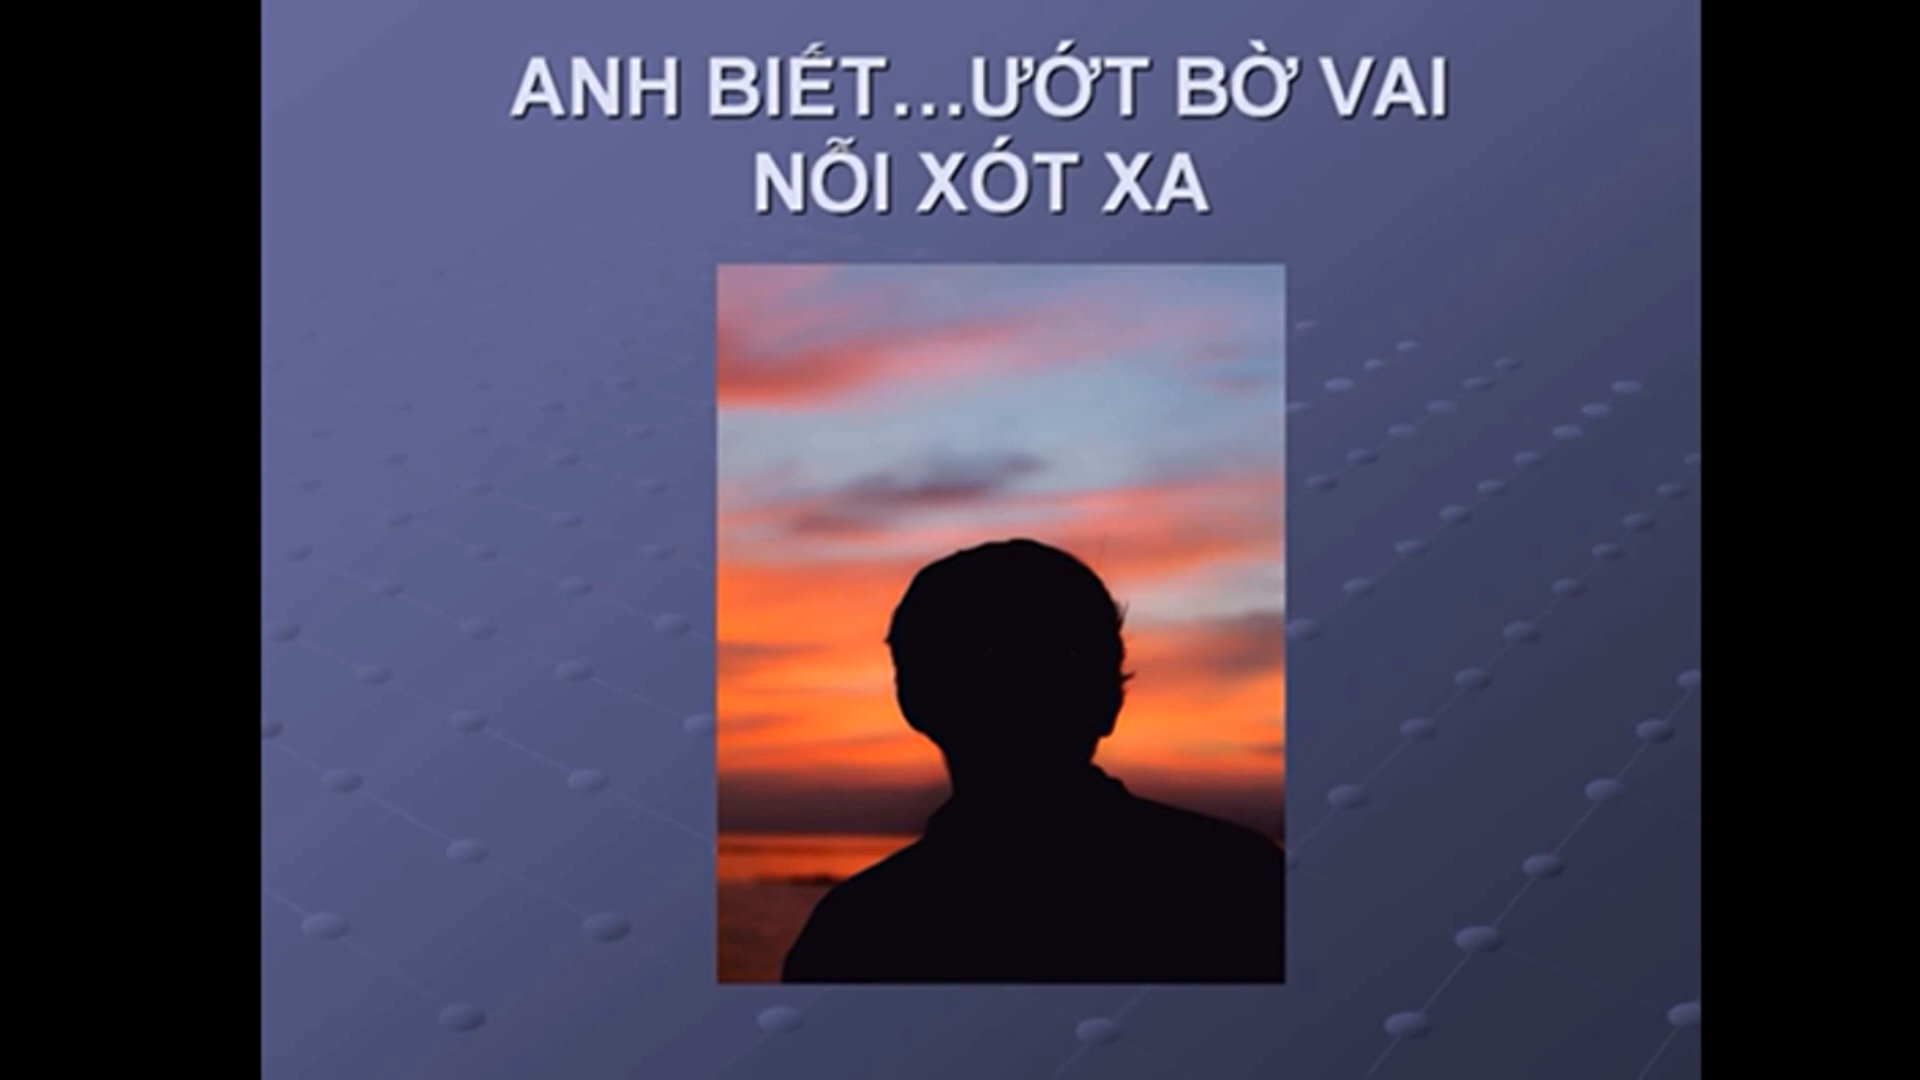 ANH BIẾT...ƯỚT BỜ VAI
NỖI XÓT XA